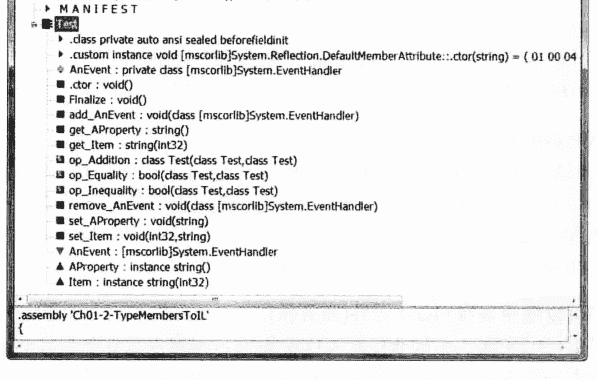 MANIFEST
Test
.class private auto ansi sealed beforefieldinit
.custom instance void [mscorlib]System.Reflection.DefaultMemberAttribute::.ctor(string) = ( 01 00 04
AnEvent : private class [mscorlib]System.EventHandler
.ctor : void()
Finalize : void()
add_AnEvent : void(class [mscorlib]System.EventHandler)
get_AProperty : string()
get_Item : string(int32)
op_Addition : class Test(class Test,class Test)
op_Equality : bool(class Test,class Test)
op_Inequality : bool(class Test,class Test)
remove_AnEvent : void(class [mscorlib]System.EventHandler)
set_AProperty : void(string)
set_Item : void(int32,string)
AnEvent : [mscorlib]System.EventHandler
AProperty : instance string()
Item : instance string(int32)
.assembly 'Ch01-2-TypeMembersToIL'
{